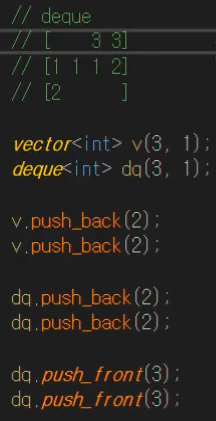 // deque
// [     3 3]
// [1 1 1 2]
// [2       ]
vector<int> v(3, 1);
deque<int> dq(3, 1);
v.push_back(2);
v.push_back(2);
dq.push_back(2);
dq.push_back(2);
dq.push_front(3);
dq.push_front(3);